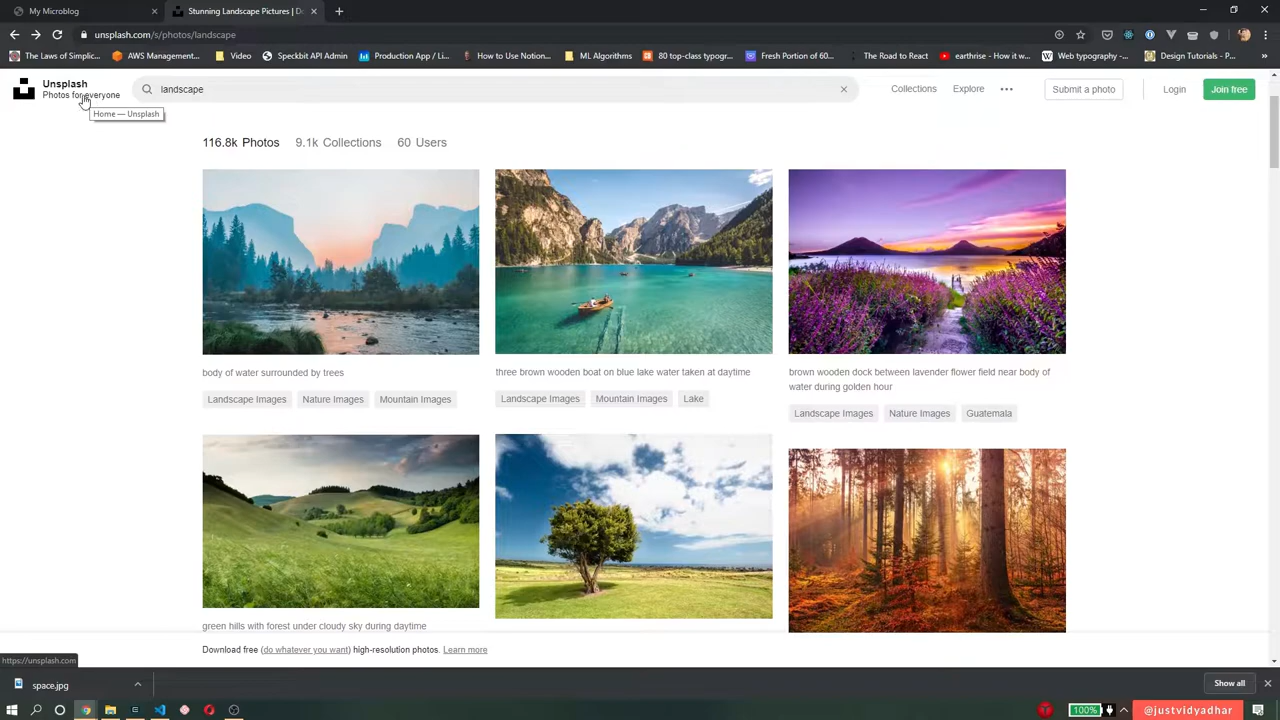 My Microblog
Stunning Landscape Pictures | De
unsplash.com/s/photos/landscape
The Laws of Simplic...
AWS Management...
Video
Speckbit API Admin
Production App / Li...
How to Use Notion...
ML Algorithms
80 top-class typogr...
Fresh Portion of 60...
The Road to React
earthrise - How it w...
Web typography -...
Design Tutorials - P...
Unsplash
Photos for everyone
landscape
Collections
Explore
Submit a photo
Login
Join free
Home — Unsplash
116.8k Photos
9.1k Collections
60 Users
body of water surrounded by trees
Landscape Images
Nature Images
Mountain Images
three brown wooden boat on blue lake water taken at daytime
Landscape Images
Mountain Images
Lake
brown wooden dock between lavender flower field near body of
water during golden hour
Landscape Images
Nature Images
Guatemala
green hills with forest under cloudy sky during daytime
Download free (do whatever you want) high-resolution photos. Learn more
https://unsplash.com
space.jpg
Show all
100%
@justvidyadhar